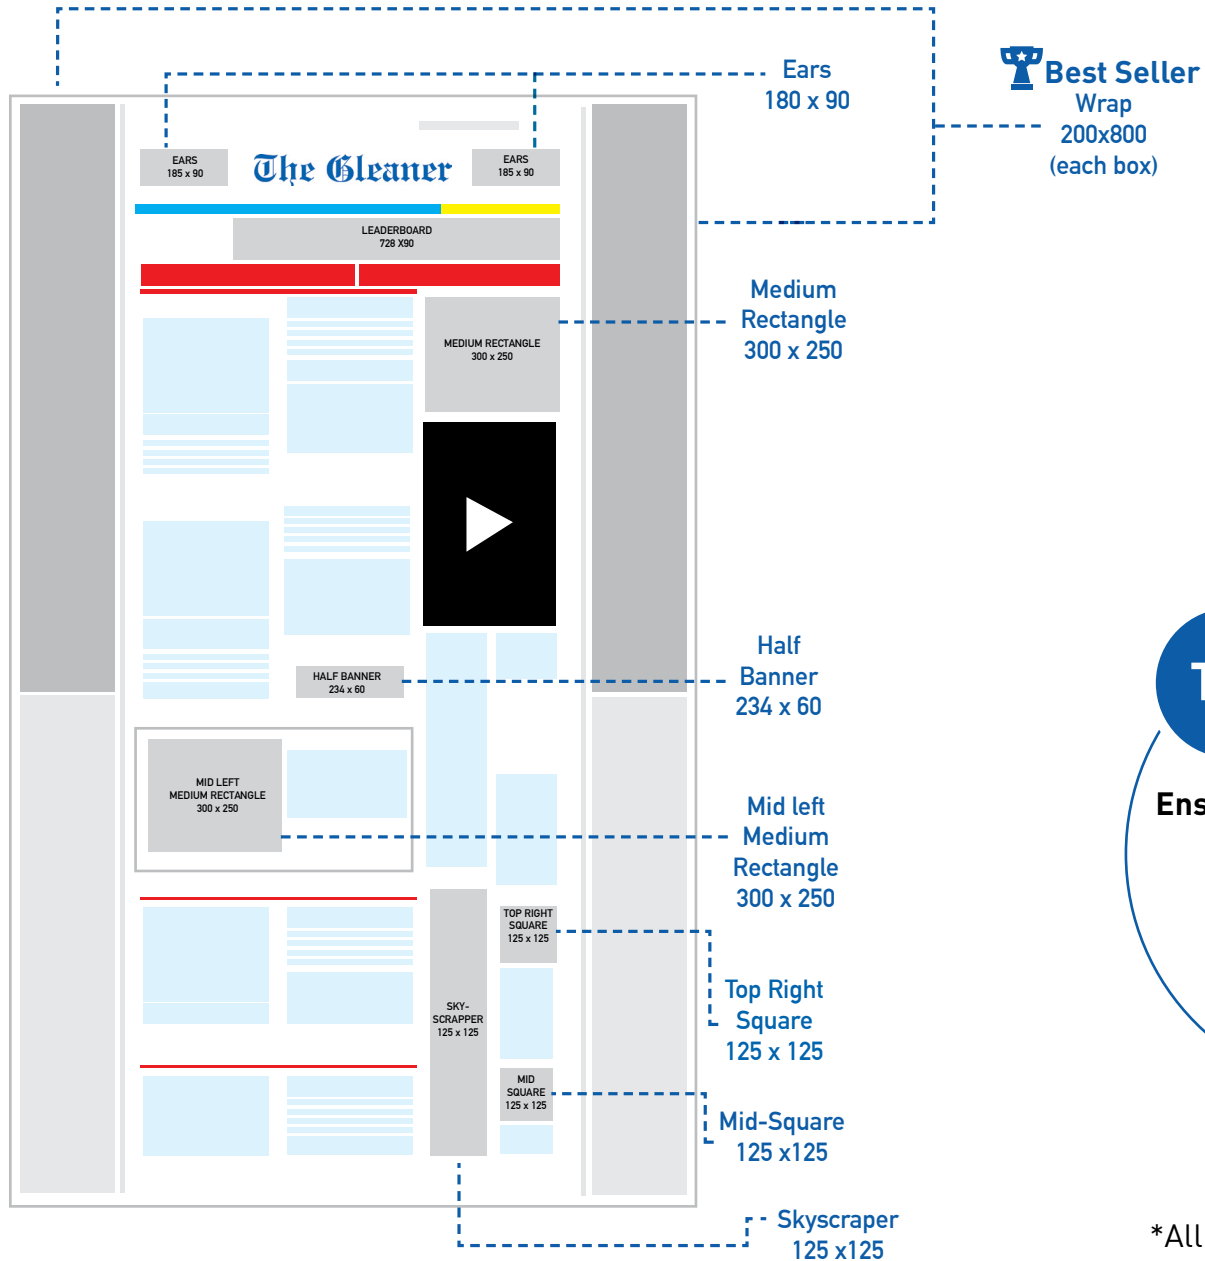 Ears
180 x 90
Best Seller
Wrap
200x800
(each box)
EARS
185 x 90
The Gleaner
EARS
185 x 90
LEADERBOARD
728 X90
MEDIUM RECTANGLE
300 x 250
Medium
Rectangle
300 x 250
HALF BANNER
234 x 60
Half
Banner
234 x 60
MID LEFT
MEDIUM RECTANGLE
300 x 250
Mid left
Medium
Rectangle
300 x 250
Ens
TOP RIGHT
SQUARE
125 x 125
SKY-
SCRAPPER
125 x 125
Top Right
Square
125 x 125
MID
SQUARE
125 x 125
Mid-Square
125 x125
Skyscraper
125 x125
*All